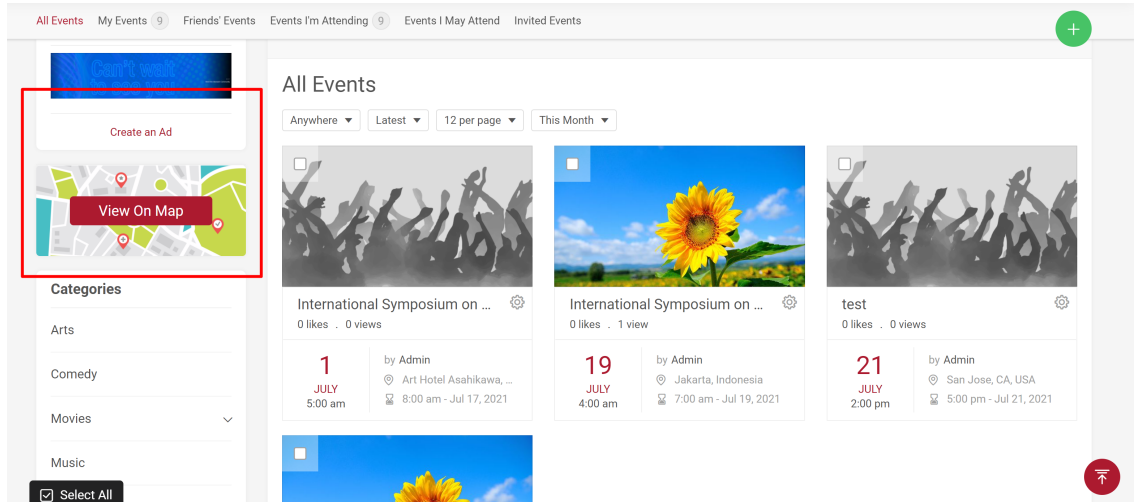 All Events My Events 9 Friends' Events Events I'm Attending 9 Events I May Attend Invited Events
Can't wait
to see you
Create an Ad
View On Map
Categories
Arts
Comedy
Movies
Music
Select All
All Events
Anywhere Latest 12 per page This Month
International Symposium on ...
0 likes . 0 views
1
JULY
5:00 am
by Admin
Art Hotel Asahikawa, ...
8:00 am - Jul 17, 2021
International Symposium on ...
0 likes . 1 view
19
JULY
4:00 am
by Admin
Jakarta, Indonesia
7:00 am - Jul 19, 2021
test
0 likes . 0 views
21
JULY
2:00 pm
by Admin
San Jose, CA, USA
5:00 pm - Jul 21, 2021